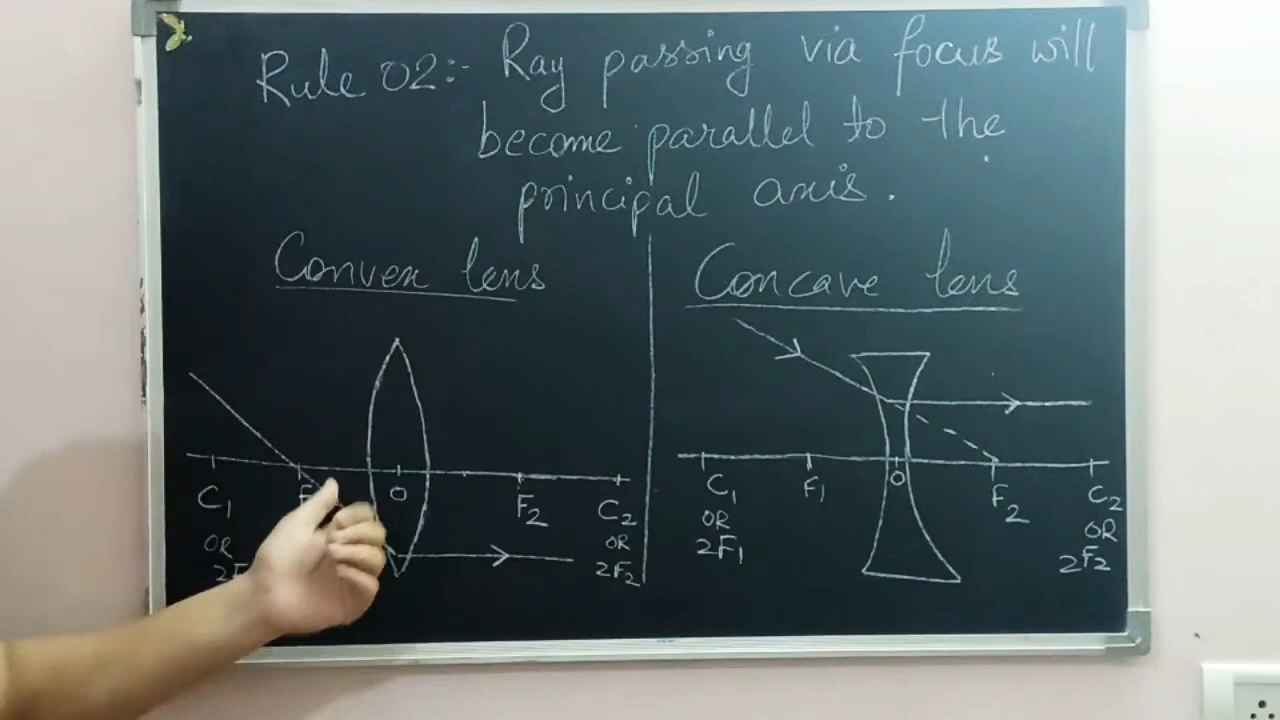 Rule 02:- Ray passing via focus will
become parallel to the
principal axis.
Convex lens
Concave lens
C1
OR
O
F2
C2
OR
2F2
C1
OR
2F1
F1
O
F2
C2
OR
2F2